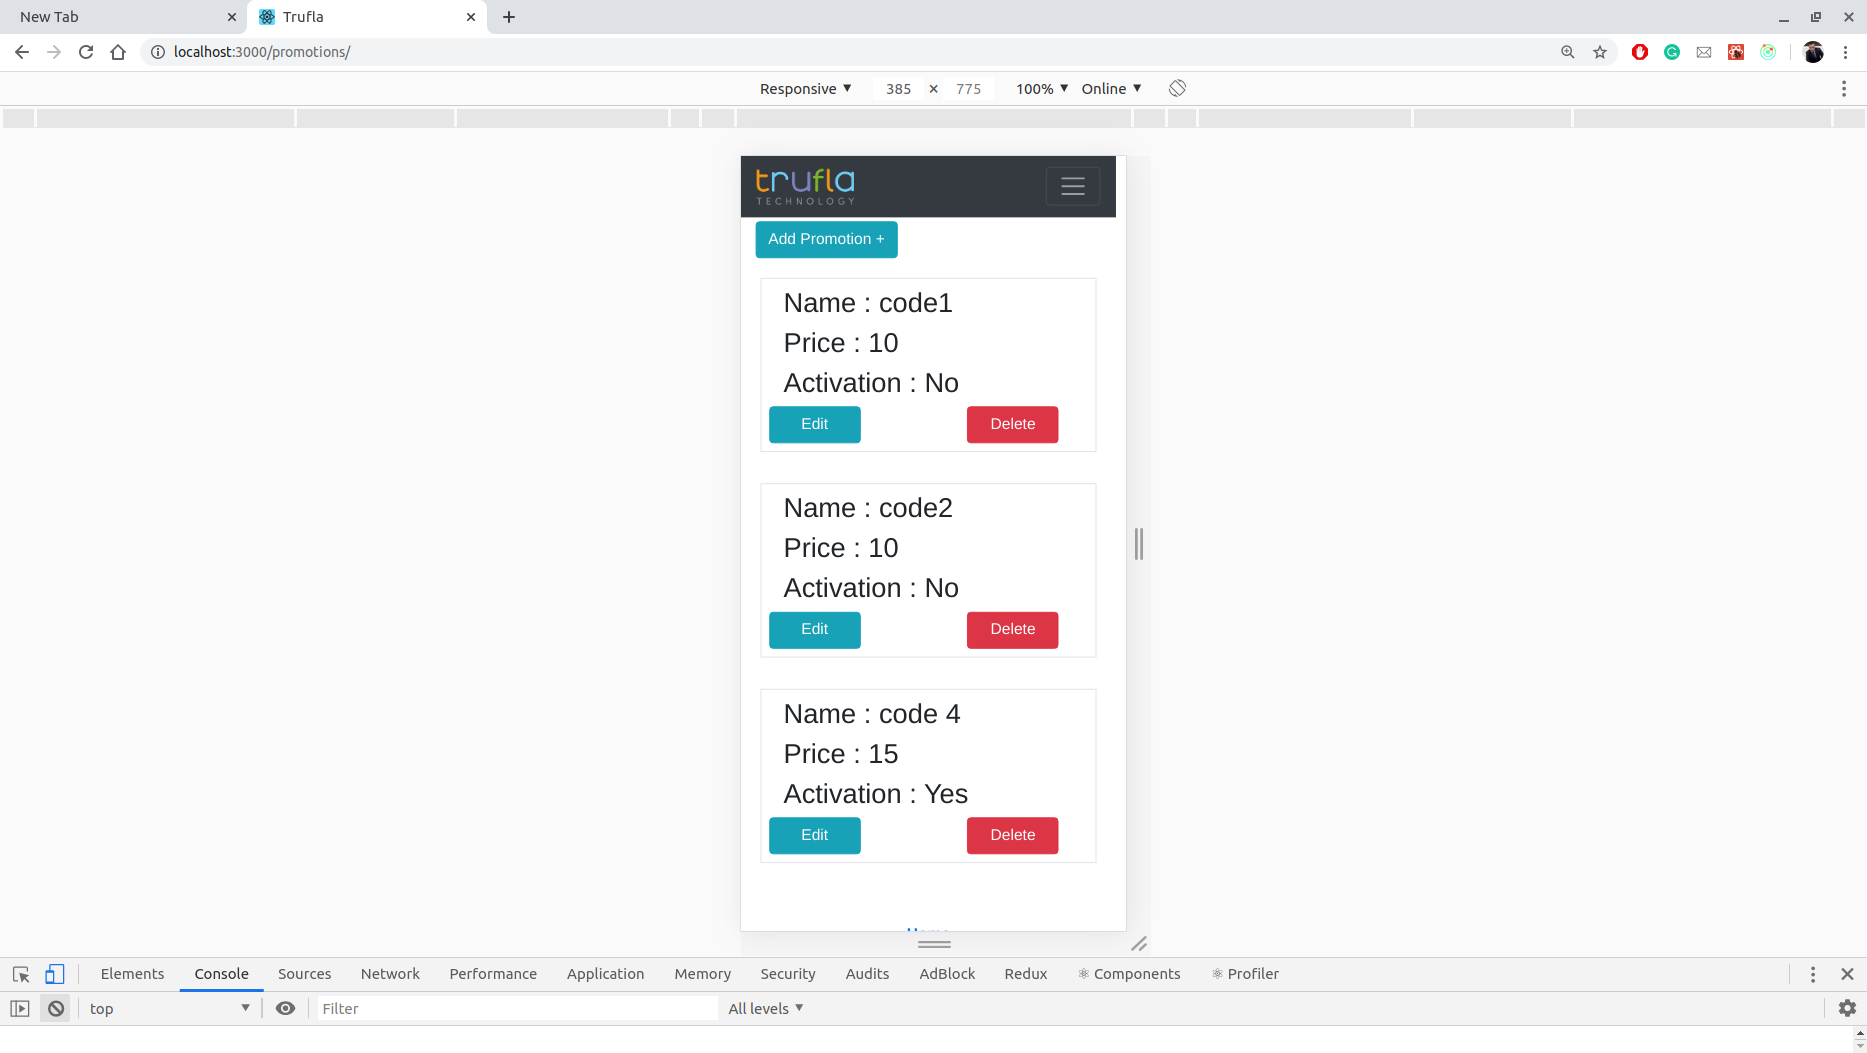 New Tab
Trufla
localhost:3000/promotions/
Responsive 385 × 775 100% Online
trufla
TECHNOLOGY
Add Promotion +
Name : code1
Price : 10
Activation : No
Edit Delete
Name : code2
Price : 10
Activation : No
Edit Delete
Name : code 4
Price : 15
Activation : Yes
Edit Delete
Elements Console Sources Network Performance Application Memory Security Audits AdBlock Redux Components Profiler
top Filter All levels